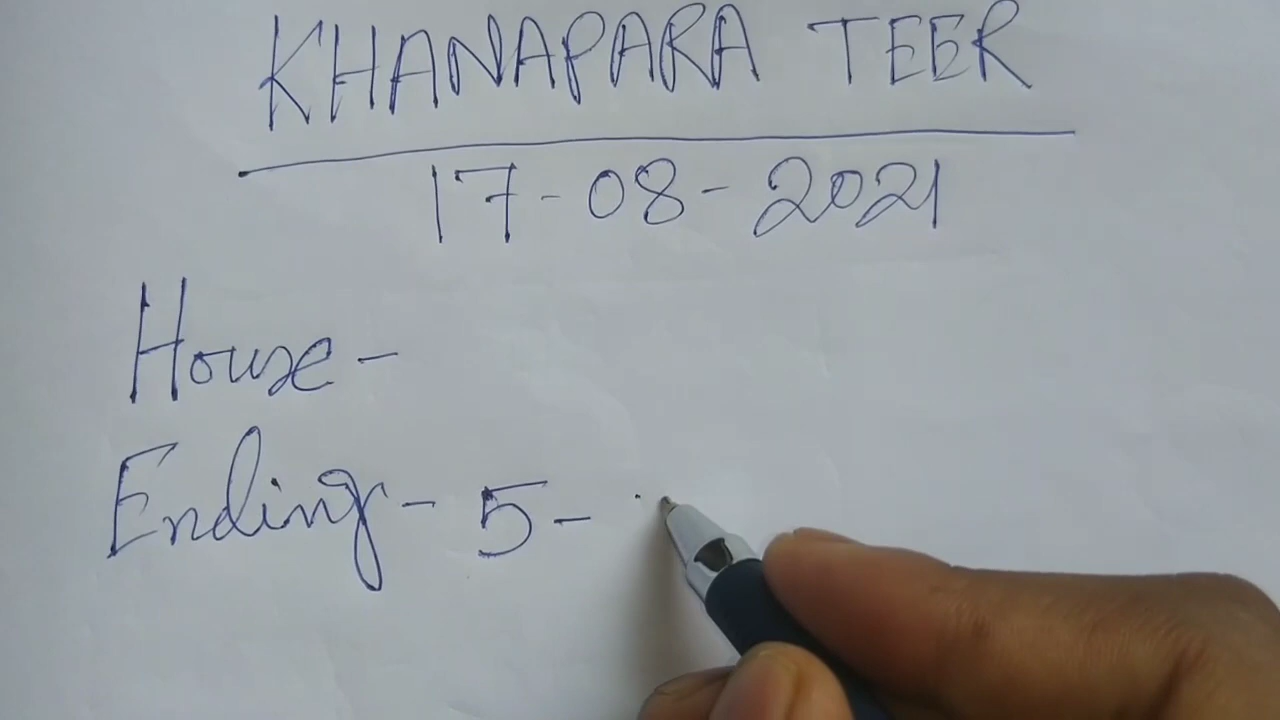 KHANAPARA TEER
17-08-2021
House -
Ending - 5 -